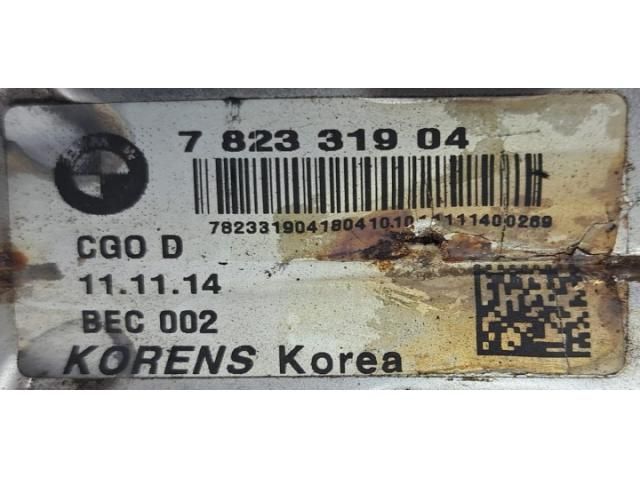 7 823 319 04
CGO D
11.11.14
BEC 002
KORENS Korea